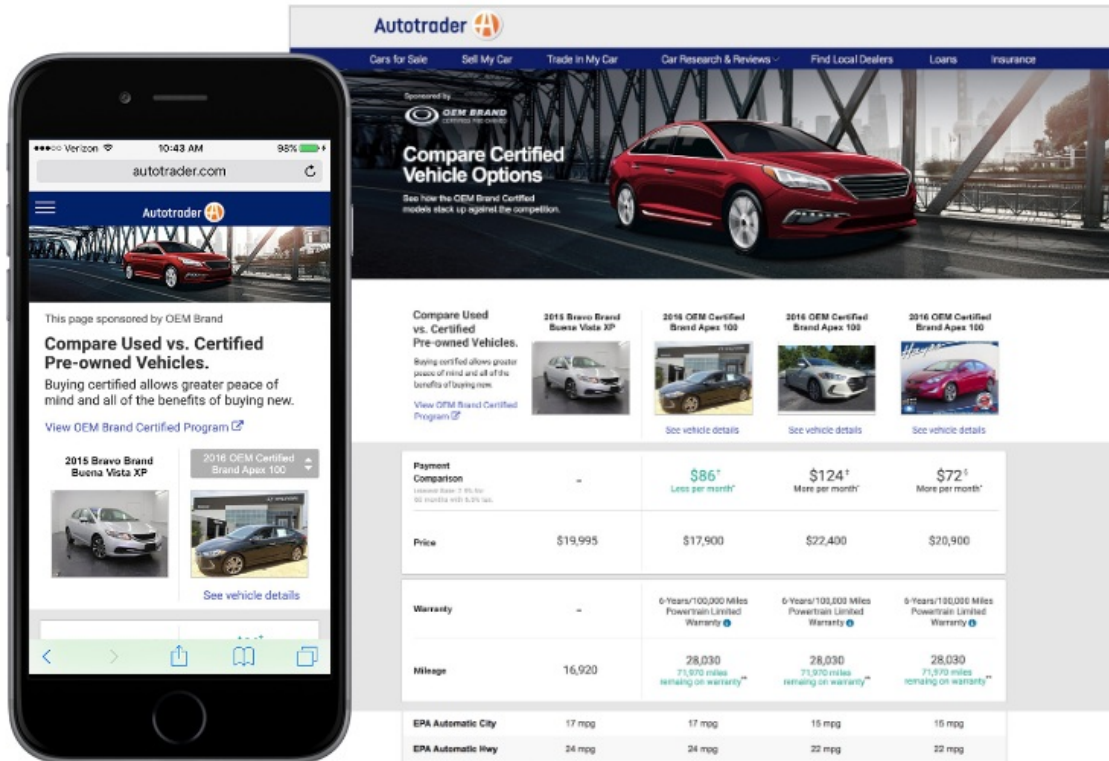 Verizon
10:43 AM
98%
autotrader.com
Autotrader
This page sponsored by OEM Brand
Compare Used vs. Certified
Pre-owned Vehicles.
Buying certified allows greater peace of
mind and all of the benefits of buying new.
View OEM Brand Certified Program
2015 Bravo Brand
Buena Vista XP
2016 OEM Certified
Brand Apex 100
See vehicle details
Autotrader
Cars for Sale
Sell My Car
Trade In My Car
Car Research & Reviews
Find Local Dealers
Loans
Insurance
Sponsored by
OEM BRAND
CERTIFIED PRE-OWNED
Compare Certified
Vehicle Options
See how the OEM Brand Certified
models stack up against the competition.
Compare Used
vs. Certified
Pre-owned Vehicles.
Buying certified allows greater
peace of mind and all of the
benefits of buying new.
View OEM Brand Certified
Program
2015 Bravo Brand
Buena Vista XP
2016 OEM Certified
Brand Apex 100
See vehicle details
2016 OEM Certified
Brand Apex 100
See vehicle details
2016 OEM Certified
Brand Apex 100
See vehicle details
Payment
Comparison
- $86† $124† $72§
Less per month* More per month* More per month*
Price $19,995 $17,900 $22,400 $20,900
Warranty -
6-Years/100,000 Miles
Powertrain Limited
Warranty
6-Years/100,000 Miles
Powertrain Limited
Warranty
6-Years/100,000 Miles
Powertrain Limited
Warranty
Mileage 16,920 28,030 28,030 28,030
71,970 miles 71,970 miles 71,970 miles
remaing on warranty** remaing on warranty** remaing on warranty**
EPA Automatic City 17 mpg 17 mpg 15 mpg 15 mpg
EPA Automatic Hwy 24 mpg 24 mpg 22 mpg 22 mpg